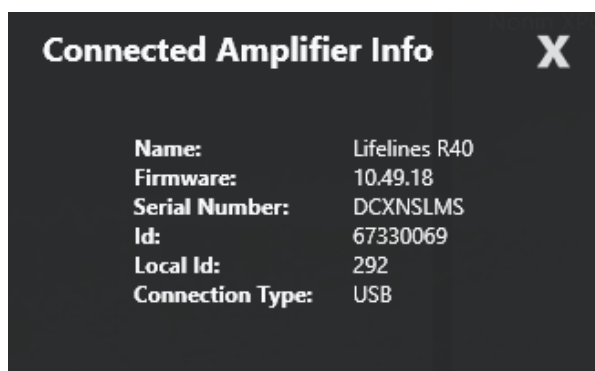 Connected Amplifier Info X
Name: Lifelines R40
Firmware: 10.49.18
Serial Number: DCXNSLMS
Id: 67330069
Local Id: 292
Connection Type: USB